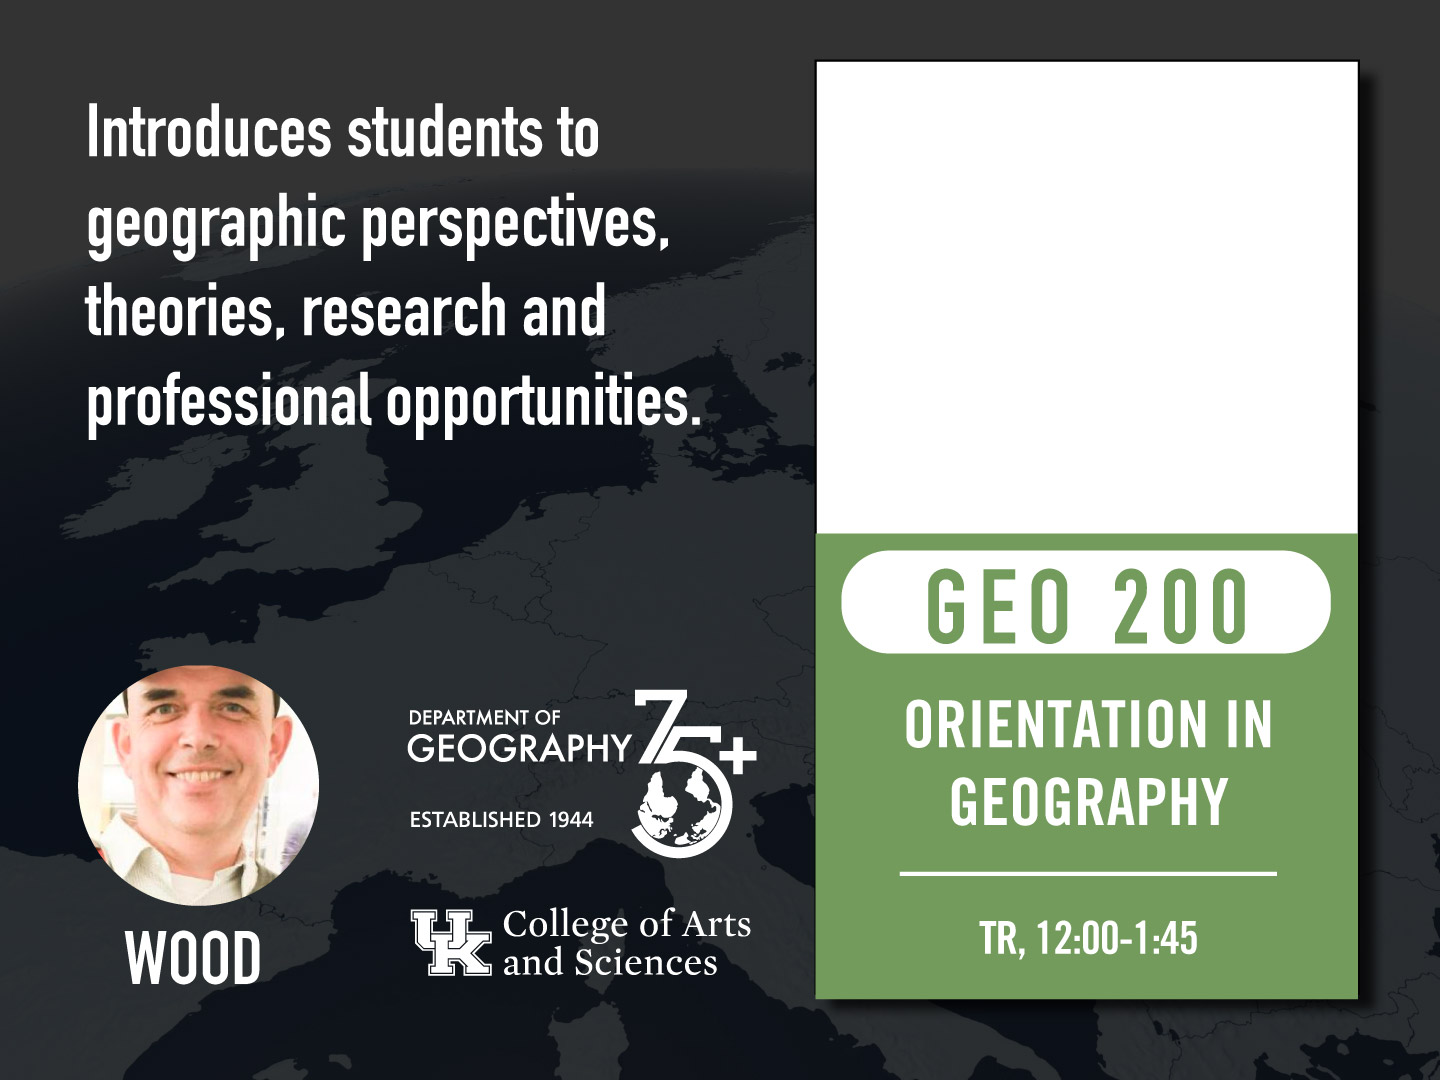 Introduces students to
geographic perspectives,
theories, research and
professional opportunities.
WOOD
DEPARTMENT OF
GEOGRAPHY
75+
ESTABLISHED 1944
UK
College of Arts
and Sciences
GEO 200
ORIENTATION IN
GEOGRAPHY
TR, 12:00-1:45